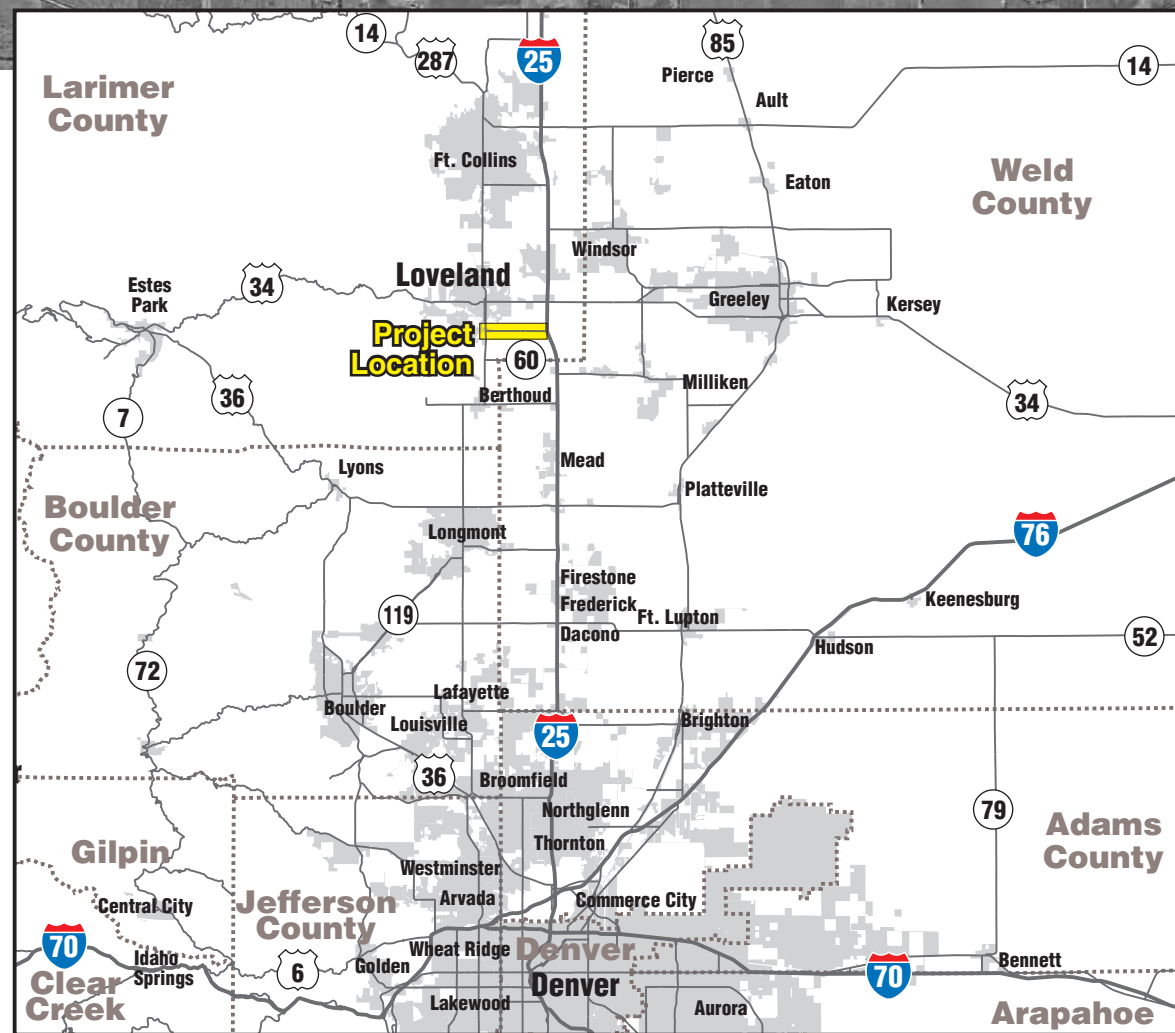 14
287
25
85
Pierce
14
Larimer
County
Ault
Ft. Collins
Weld
County
Eaton
Windsor
Loveland
Estes
Park
34
Greeley
Kersey
Project
Location
60
Milliken
Berthoud
36
34
7
Mead
Lyons
Platteville
Boulder
County
Longmont
76
Firestone
Frederick
Ft. Lupton
Keenesburg
119
Dacono
52
Hudson
72
Lafayette
Boulder
Louisville
Brighton
25
36
Broomfield
Northglenn
79
Thornton
Adams
County
Gilpin
Westminster
Arvada
Commerce City
Central City
Jefferson
County
70
Wheat Ridge
Denver
Idaho
Springs
6
Golden
Bennett
Clear
Creek
Denver
70
Lakewood
Aurora
Arapahoe